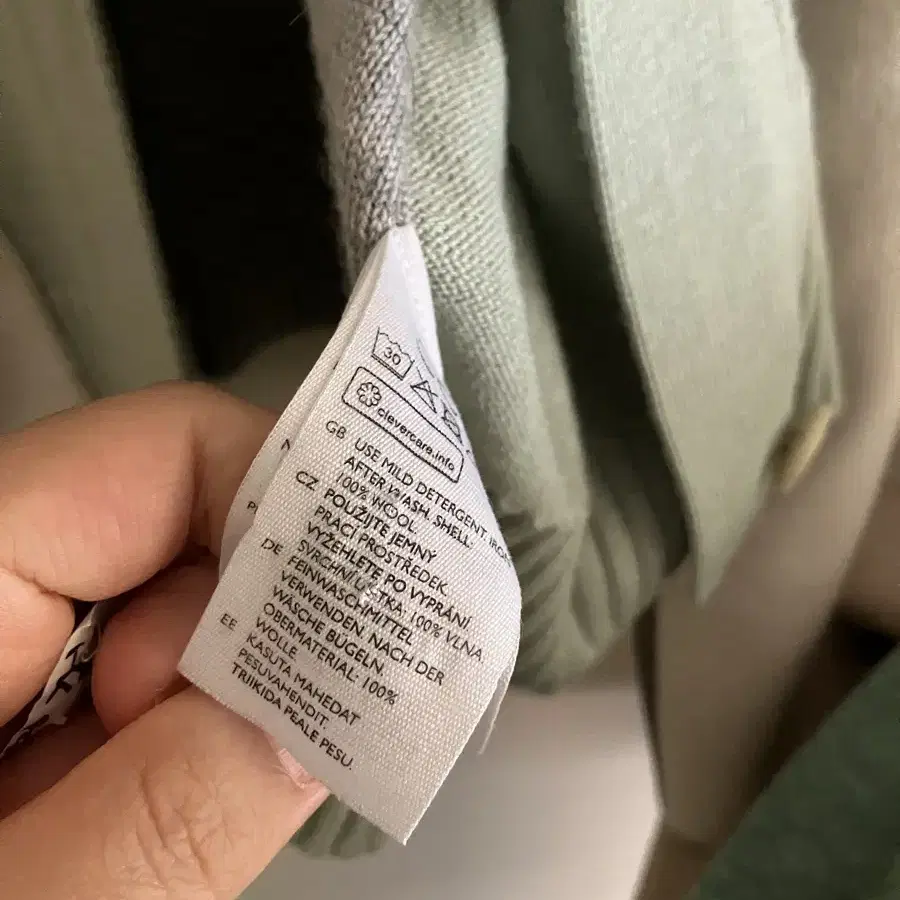 30
clevercare.info
GB USE MILD DETERGENT. IRON
AFTER WASH. SHELL:
100% WOOL.
CZ POUŽIJTE JEMNÝ
PRACÍ PROSTŘEDEK.
VYŽEHLETE PO VYPRÁNÍ.
SVRCHNI LÁTKA: 100% VLNA.
DE FEINWASCHMITTEL
VERWENDEN. NACH DER
WÄSCHE BÜGELN.
OBERMATERIAL: 100%
WOLLE.
EE KASUTA MAHEDAT
PESUVAHENDIT.
TRIIKIDA PEALE PESU.